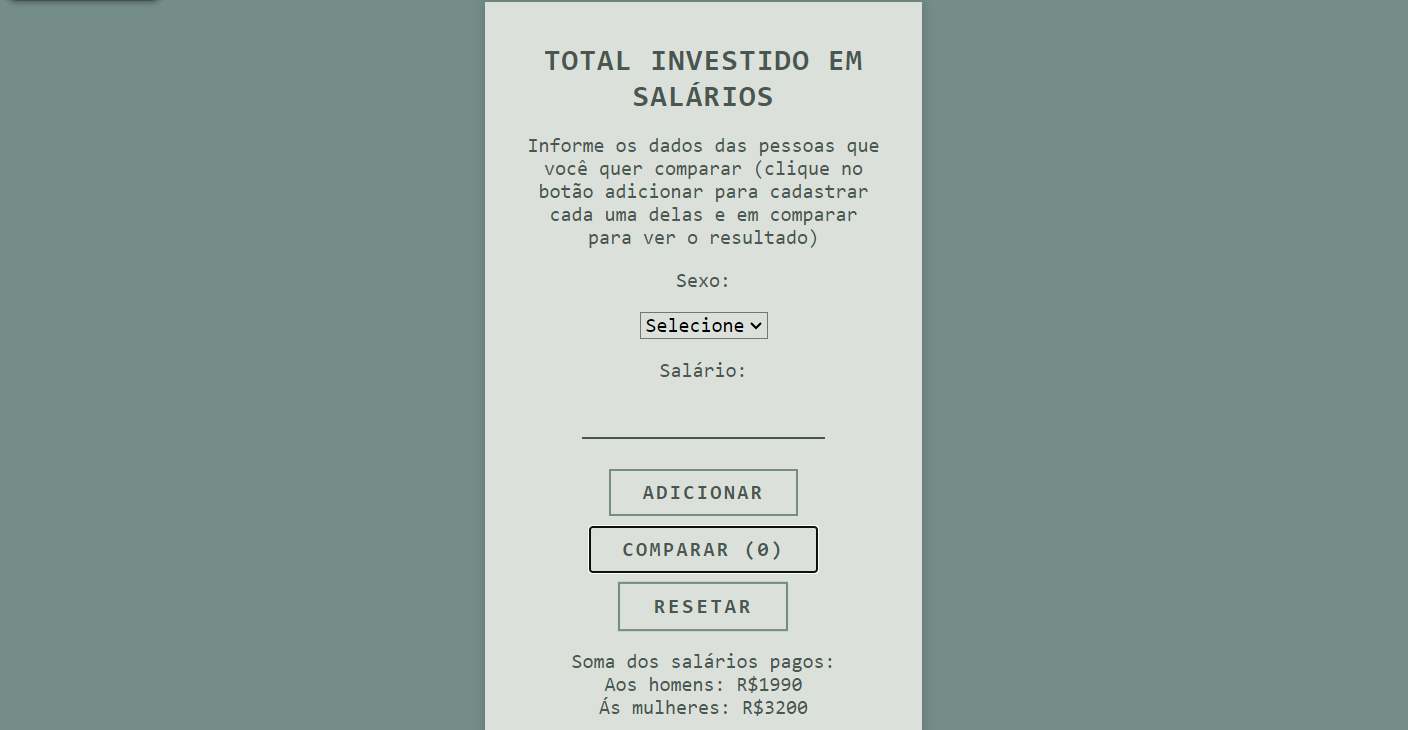 TOTAL INVESTIDO EM
SALÁRIOS
Informe os dados das pessoas que
você quer comparar (clique no
botão adicionar para cadastrar
cada uma delas e em comparar
para ver o resultado)
Sexo:
Selecione
Salário:
ADICIONAR
COMPARAR (0)
RESETAR
Soma dos salários pagos:
Aos homens: R$1990
Ás mulheres: R$3200